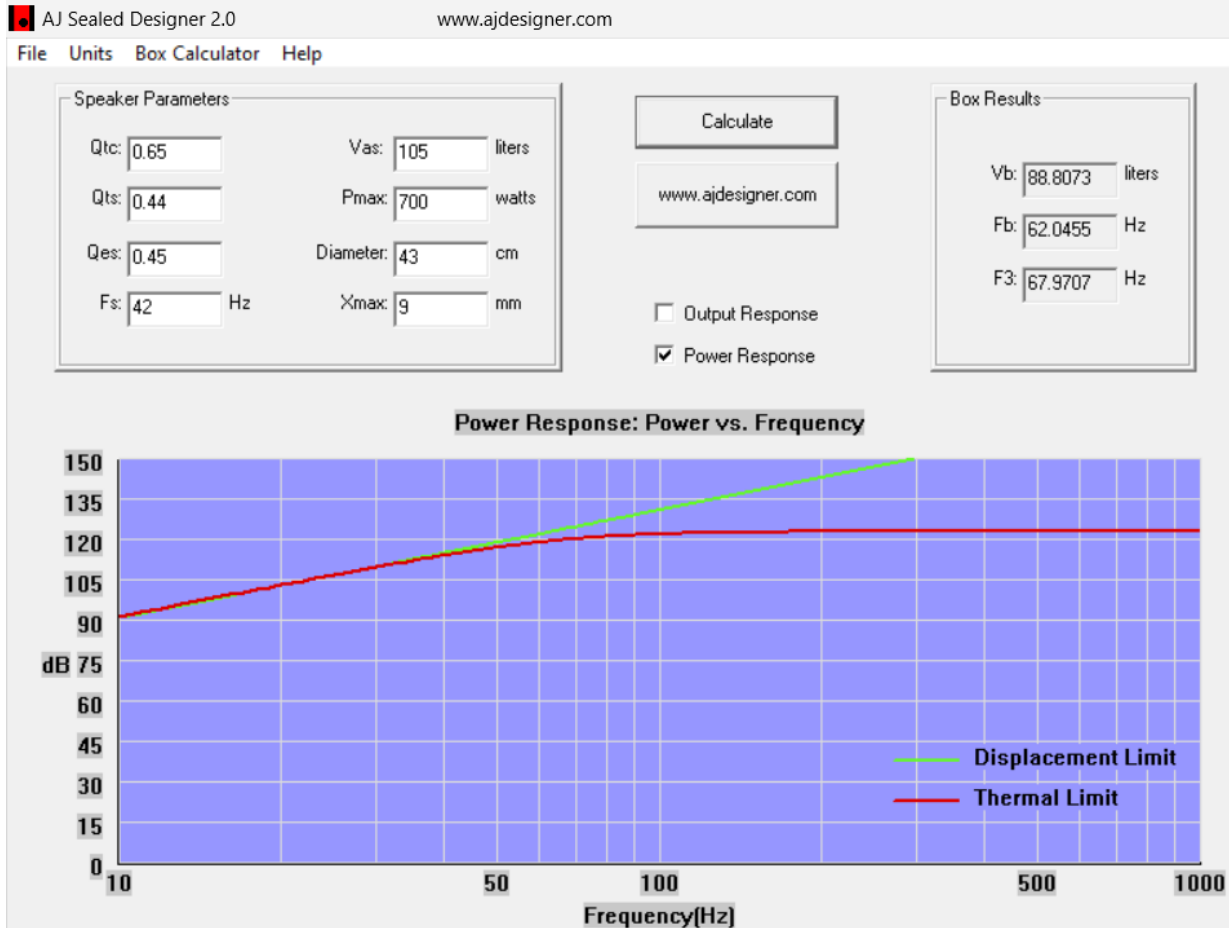 AJ Sealed Designer 2.0 www.ajdesigner.com
File Units Box Calculator Help
Speaker Parameters
Qtc: 0.65 Vas: 105 liters
Qts: 0.44 Pmax: 700 watts
Qes: 0.45 Diameter: 43 cm
Fs: 42 Hz Xmax: 9 mm
Calculate
www.ajdesigner.com
Output Response
Power Response
Box Results
Vb: 88.8073 liters
Fb: 62.0455 Hz
F3: 67.9707 Hz
Power Response: Power vs. Frequency
150
135
120
105
90
dB 75
60
45
30
15
0
Displacement Limit
Thermal Limit
10 50 100 500 1000
Frequency(Hz)